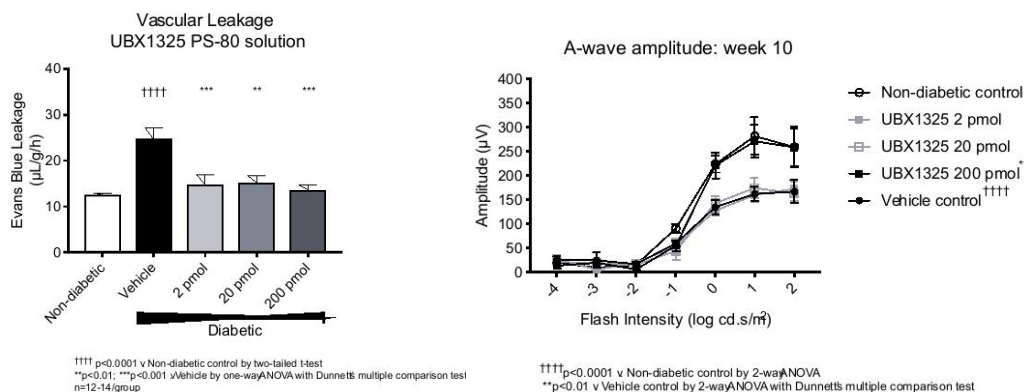 Vascular Leakage
UBX1325 PS-80 solution
Evans Blue Leakage
(µL/g/h)
40
30
20
10
0
††††
***
**
***
Non-diabetic
Vehicle
2 pmol
20 pmol
200 pmol
Diabetic
†††† p<0.0001 v. Non-diabetic control by two-tailed t-test
**p<0.01; ***p<0.001 v. Vehicle by one-way ANOVA with Dunnett's multiple comparison test
n=12-14/group
A-wave amplitude: week 10
Amplitude (µV)
400
350
300
250
200
150
100
50
0
-4
-3
-2
-1
0
1
2
Flash Intensity (log cd.s/m²)
Non-diabetic control
UBX1325 2 pmol
UBX1325 20 pmol
UBX1325 200 pmol*
Vehicle control††††
††††p<0.0001 v. Non-diabetic control by 2-way ANOVA
**p<0.01 v. Vehicle control by 2-way ANOVA with Dunnett's multiple comparison test